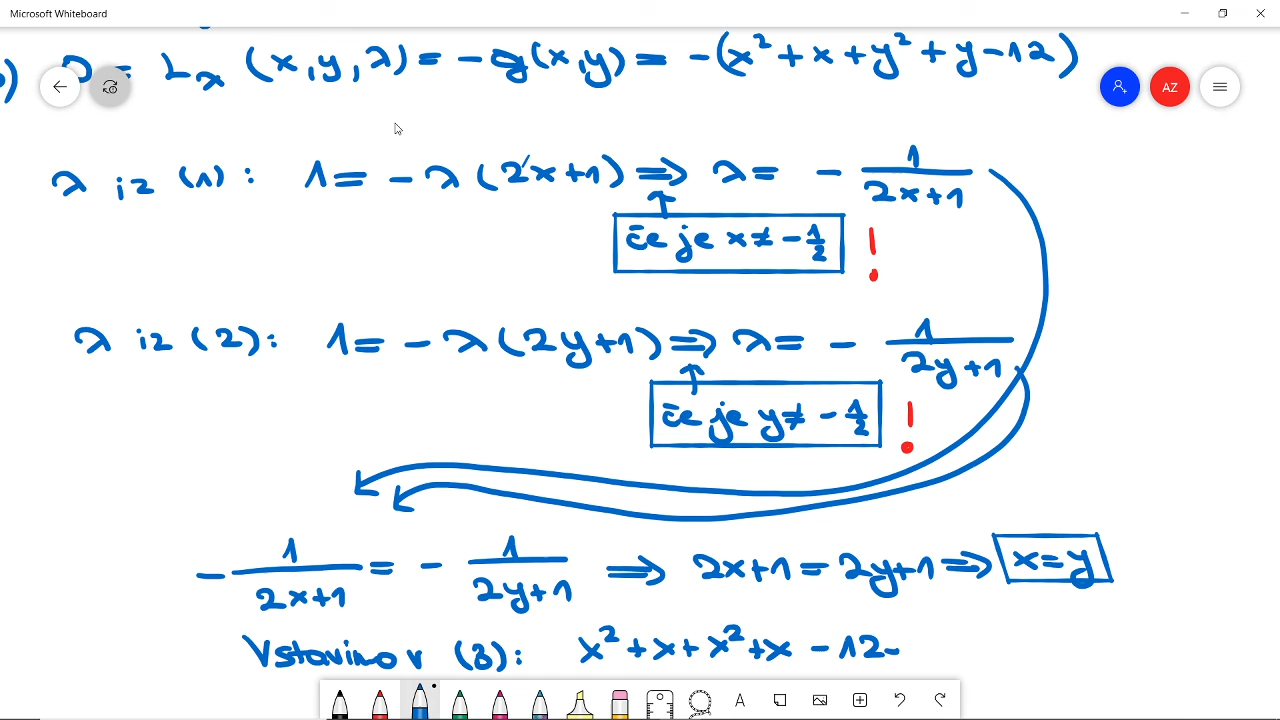 Microsoft Whiteboard
= Lλ (x, y, λ) = -g(x,y) = -(x² + x + y² + y - 12)
AZ
λ iz (1): 1 = -λ(2x+1) ⇒ λ = - 1/(2x+1)
če je x ≠ - 1/2 !
λ iz (2): 1 = -λ(2y+1) ⇒ λ = - 1/(2y+1)
če je y ≠ - 1/2 !
- 1/(2x+1) = - 1/(2y+1) ⇒ 2x+1 = 2y+1 ⇒ x=y
Vstavimo v (3): x² + x + x² + x - 12 -
A